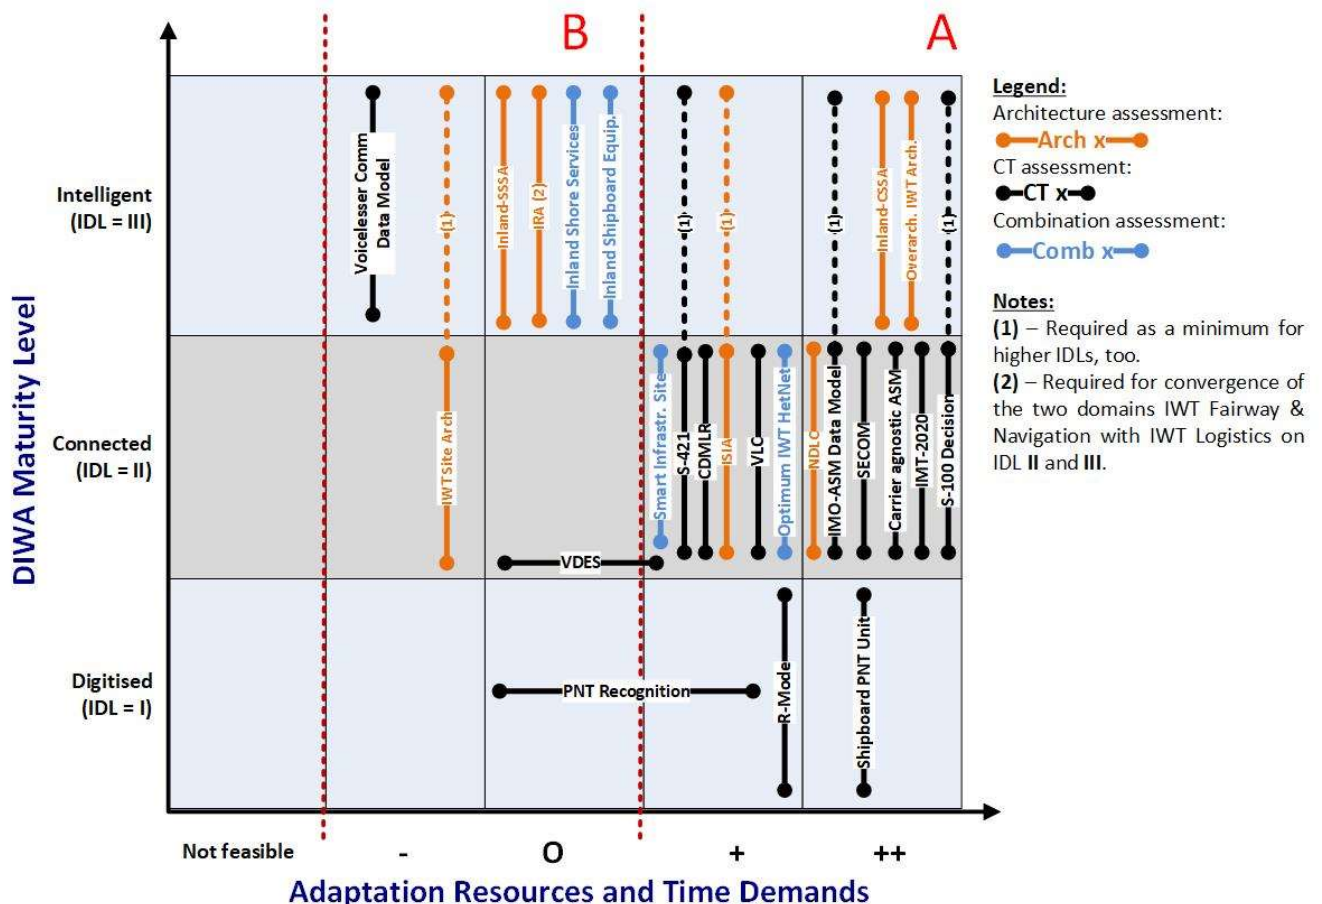 B
A
DIWA Maturity Level
Intelligent
(IDL = III)
Connected
(IDL = II)
Digitised
(IDL = I)
Voicelesser Comm
Data Model
(1)
Inland-SSSA
IRA (2)
Inland Shore Services
Inland Shipboard Equip.
(1)
(1)
(1)
Inland-CSSA
Overarch. IWT Arch.
(1)
IWT Site Arch
VDES
Smart Infrastr. Site
S-421
CDMLR
ISIA
VLC
Optimum IWT HetNet
NDLC
IMO-ASM Data Model
SECOM
Carrier agnostic ASM
IMT-2020
S-100 Decision
PNT Recognition
R-Mode
Shipboard PNT Unit
Not feasible
-
O
+
++
Adaptation Resources and Time Demands
Legend:
Architecture assessment:
Arch x
CT assessment:
CT x
Combination assessment:
Comb x
Notes:
(1) – Required as a minimum for
higher IDLs, too.
(2) – Required for convergence of
the two domains IWT Fairway &
Navigation with IWT Logistics on
IDL II and III.